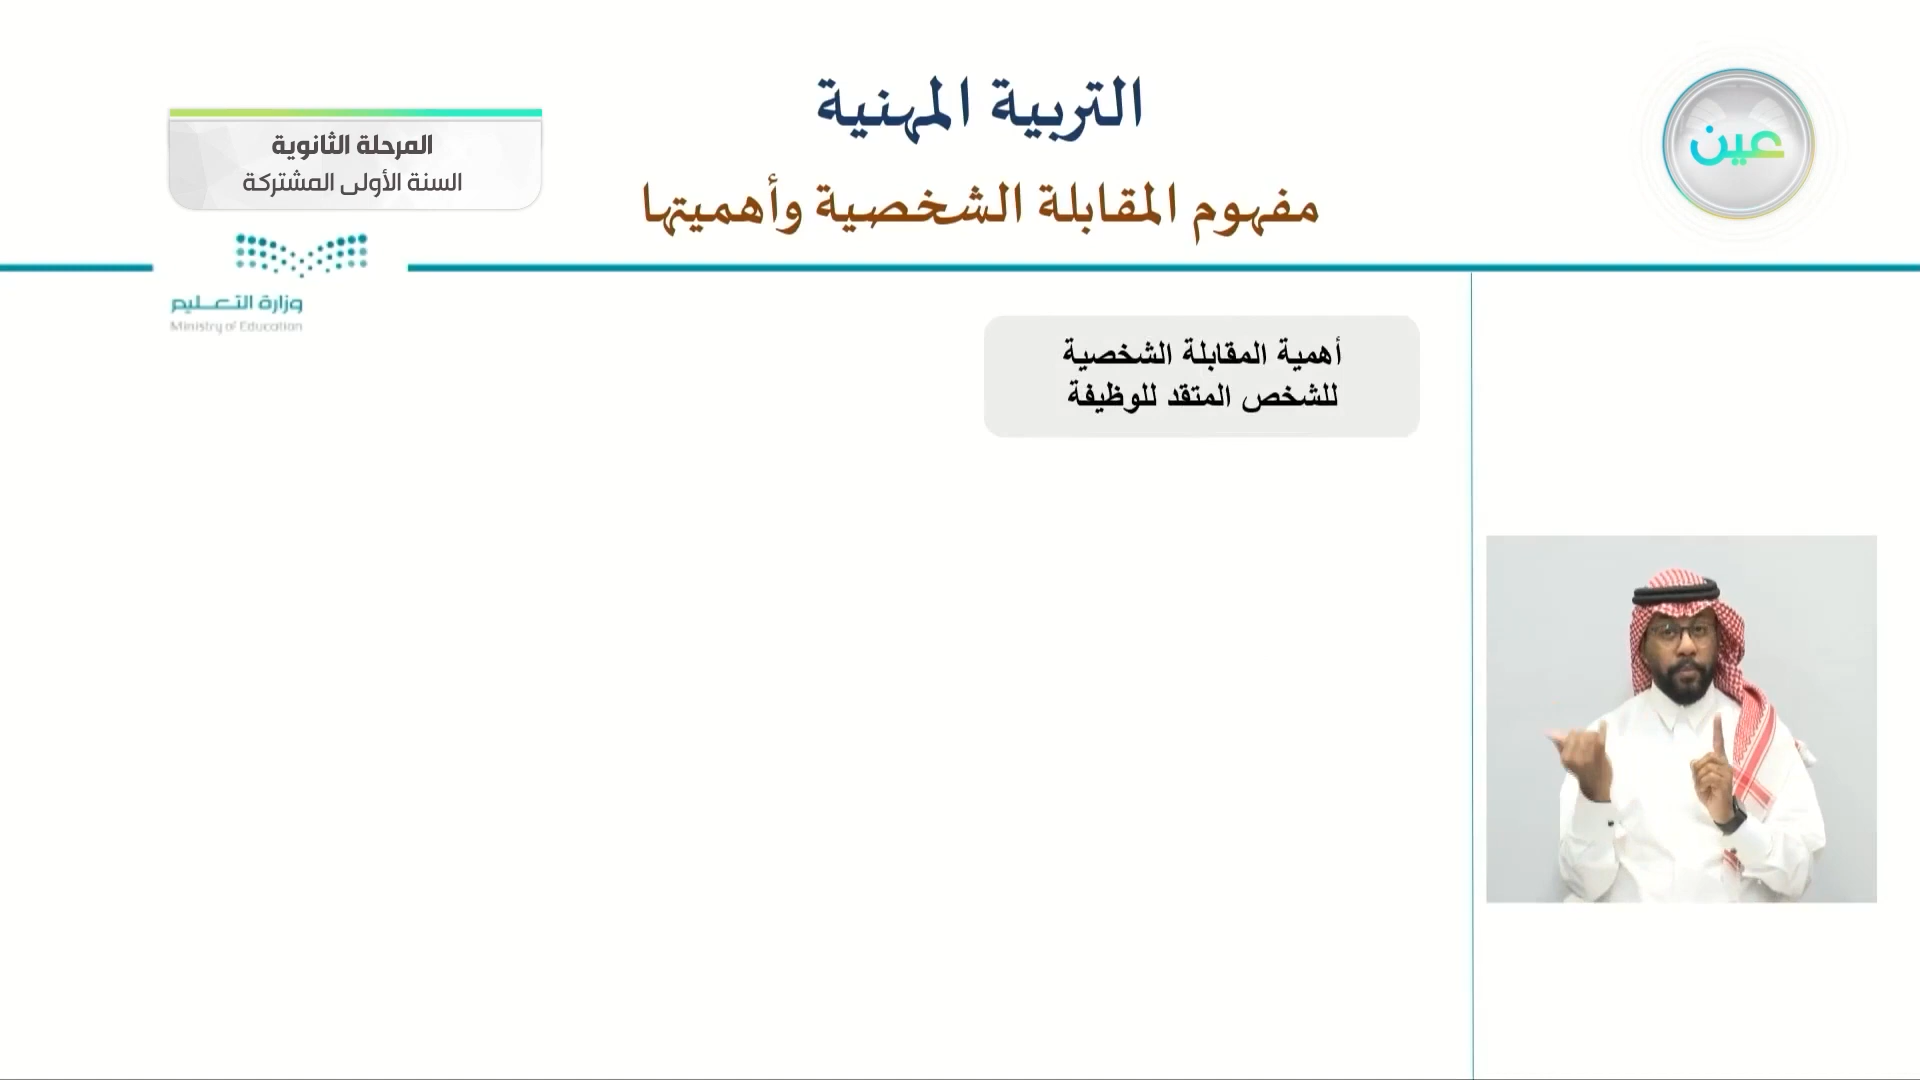 التربية المهنية
مفهوم المقابلة الشخصية وأهميتها
عين
المرحلة الثانوية
السنة الأولى المشتركة
وزارة التعليم
Ministry of Education
أهمية المقابلة الشخصية
للشخص المتقد للوظيفة